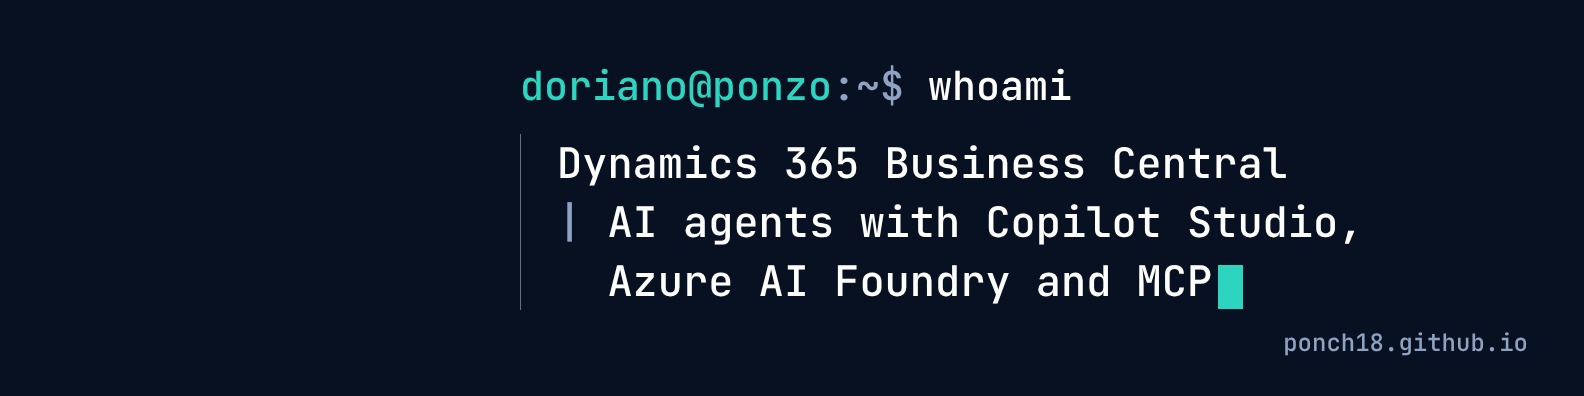 doriano@ponzo:~$ whoami
Dynamics 365 Business Central
| AI agents with Copilot Studio,
Azure AI Foundry and MCP
ponch18.github.io